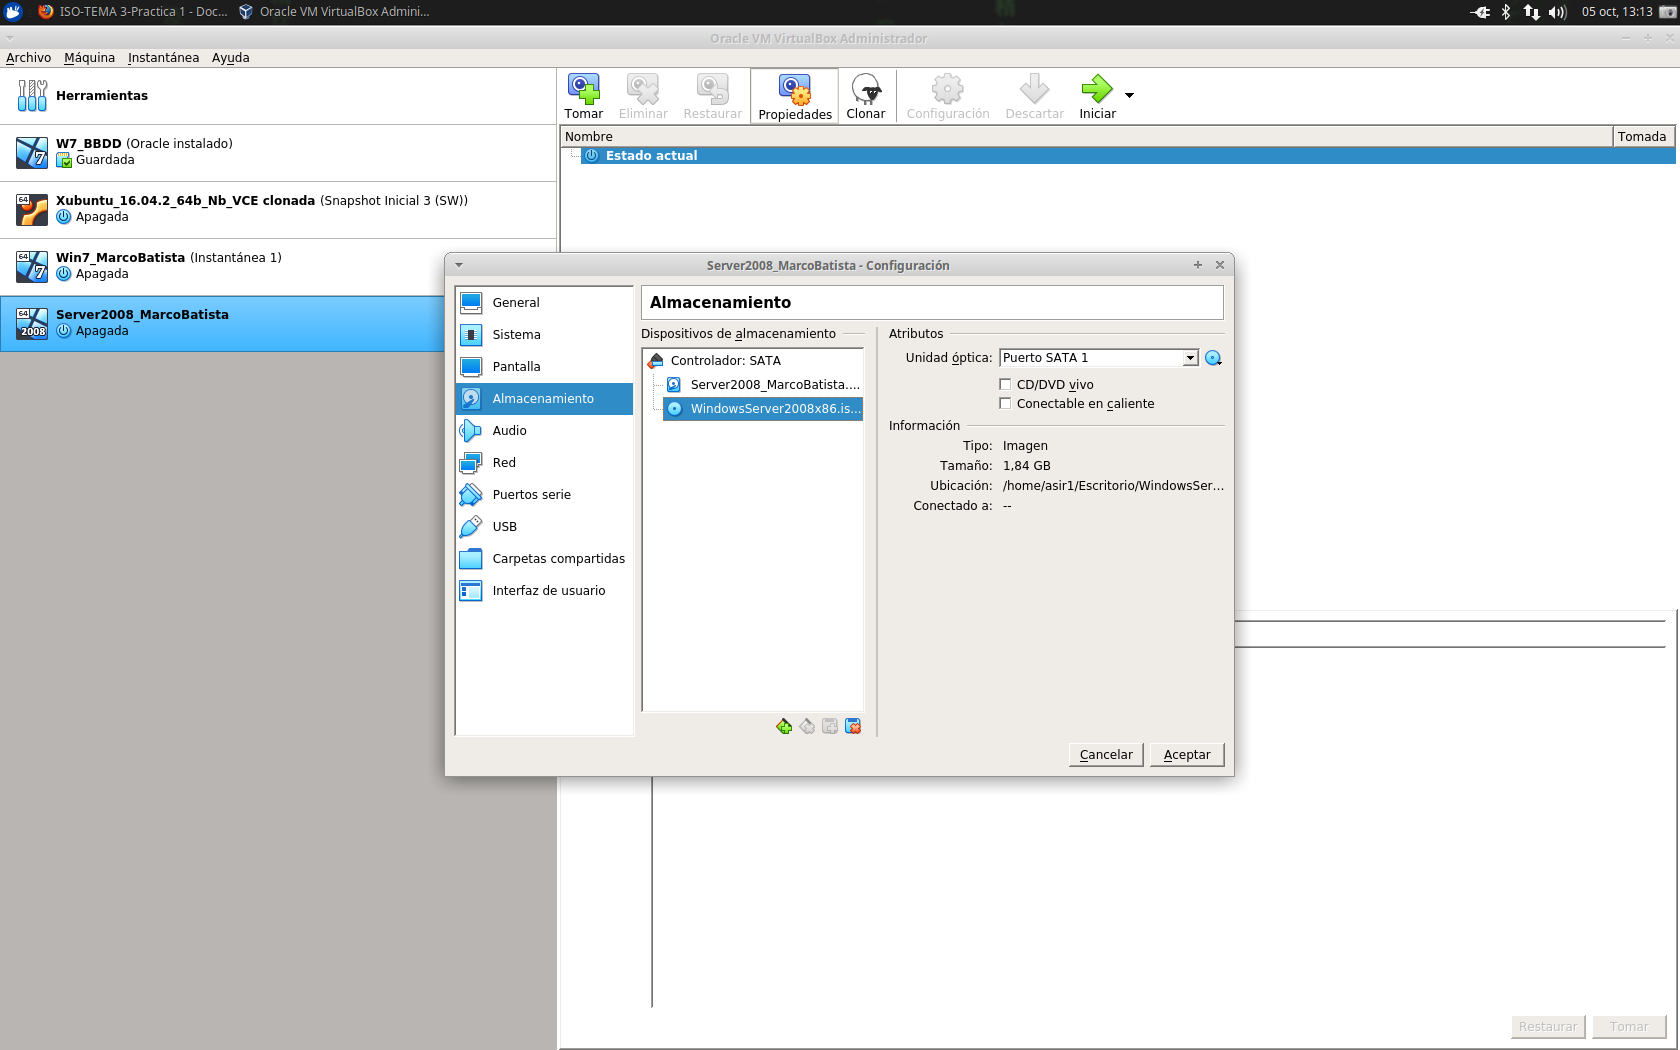 ISO-TEMA 3-Practica 1 - Doc...
Oracle VM VirtualBox Admini...
05 oct, 13:13
Oracle VM VirtualBox Administrador
Archivo Máquina Instantánea Ayuda
Herramientas
Tomar Eliminar Restaurar Propiedades Clonar Configuración Descartar Iniciar
Nombre Tomada
Estado actual
W7_BBDD (Oracle instalado)
Guardada
64
Xubuntu_16.04.2_64b_Nb_VCE clonada (Snapshot Inicial 3 (SW))
Apagada
64
Win7_MarcoBatista (Instantánea 1)
Apagada
64
2008
Server2008_MarcoBatista
Apagada
Server2008_MarcoBatista - Configuración
General
Sistema
Pantalla
Almacenamiento
Audio
Red
Puertos serie
USB
Carpetas compartidas
Interfaz de usuario
Almacenamiento
Dispositivos de almacenamiento
Controlador: SATA
Server2008_MarcoBatista....
WindowsServer2008x86.is...
Atributos
Unidad óptica: Puerto SATA 1
CD/DVD vivo
Conectable en caliente
Información
Tipo: Imagen
Tamaño: 1,84 GB
Ubicación: /home/asir1/Escritorio/WindowsSer...
Conectado a: --
Cancelar Aceptar
Restaurar Tomar